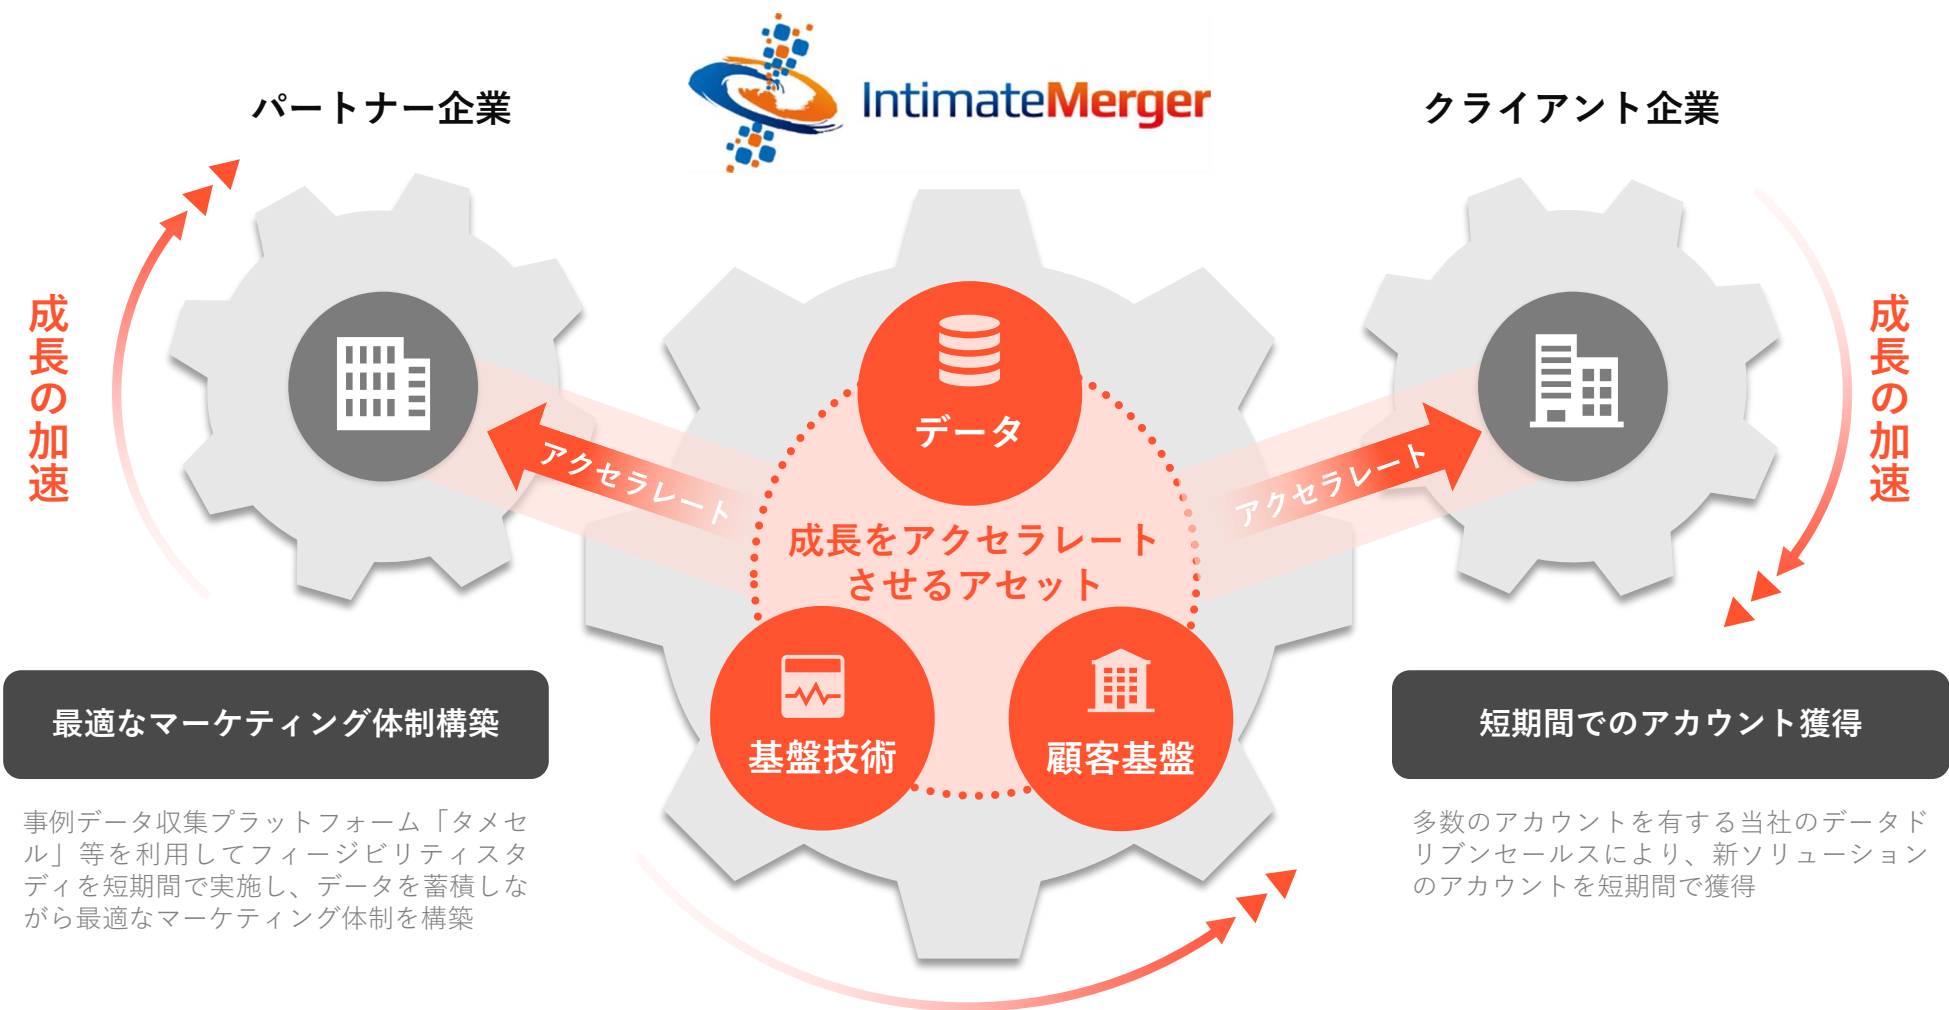 IntimateMerger
パートナー企業
クライアント企業
成長の加速
アクセラレート
データ
アクセラレート
成長の加速
成長をアクセラレート
させるアセット
基盤技術
顧客基盤
最適なマーケティング体制構築
事例データ収集プラットフォーム「タメセ
ル」等を利用してフィージビリティスタ
ディを短期間で実施し、データを蓄積しな
がら最適なマーケティング体制を構築
短期間でのアカウント獲得
多数のアカウントを有する当社のデータド
リブンセールスにより、新ソリューション
のアカウントを短期間で獲得